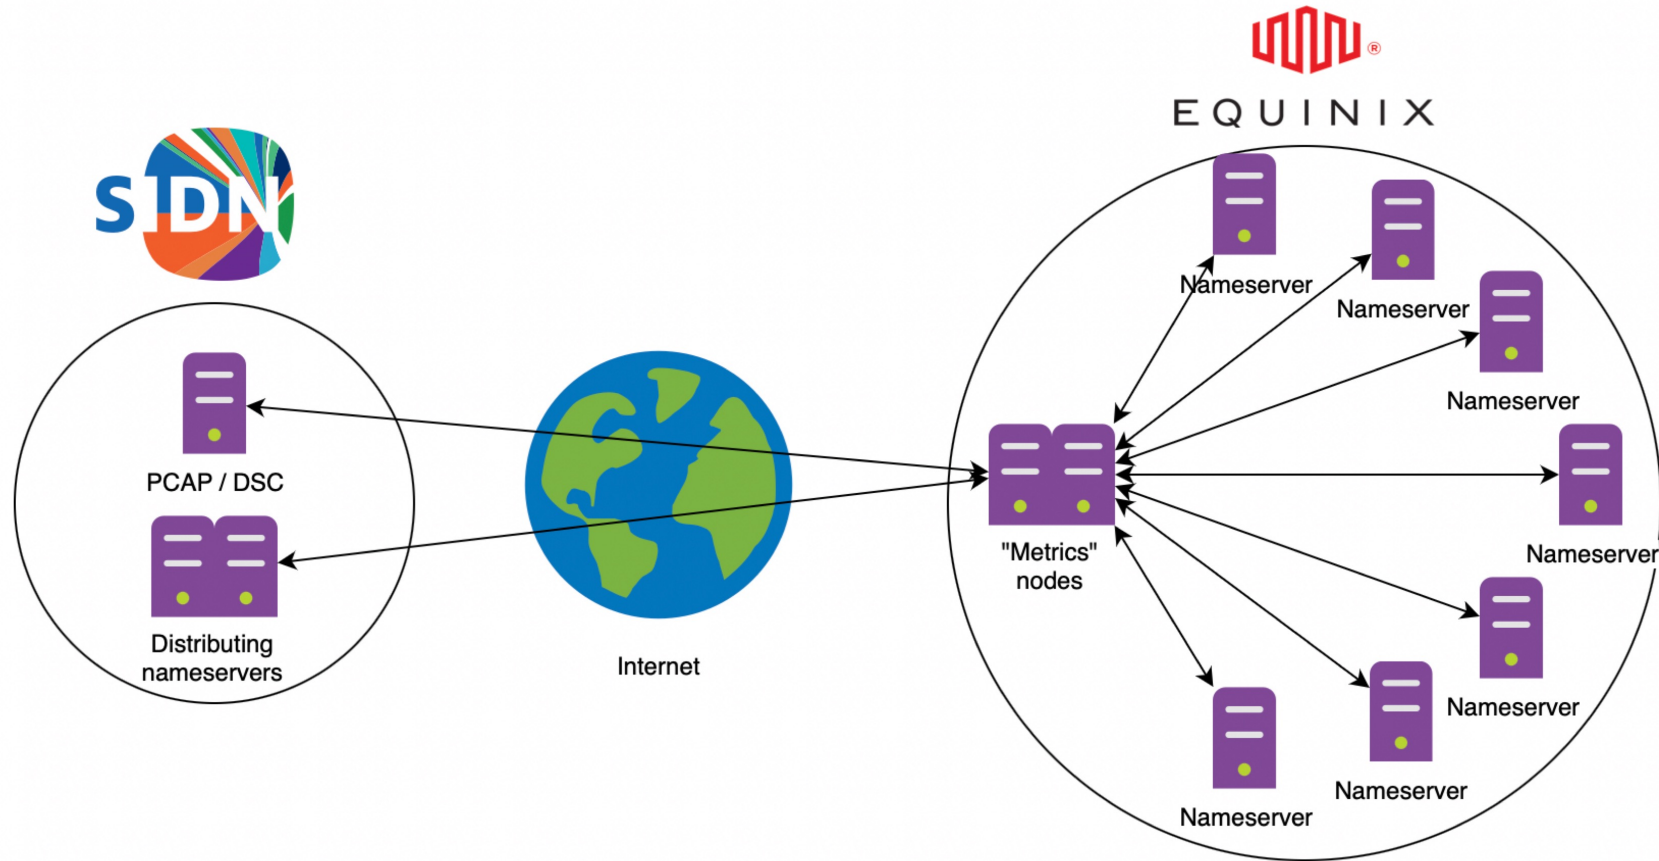 SIDN
PCAP / DSC
Distributing
nameservers
Internet
®
EQUINIX
Nameserver
Nameserver
Nameserver
Nameserver
"Metrics"
nodes
Nameserver
Nameserver
Nameserver